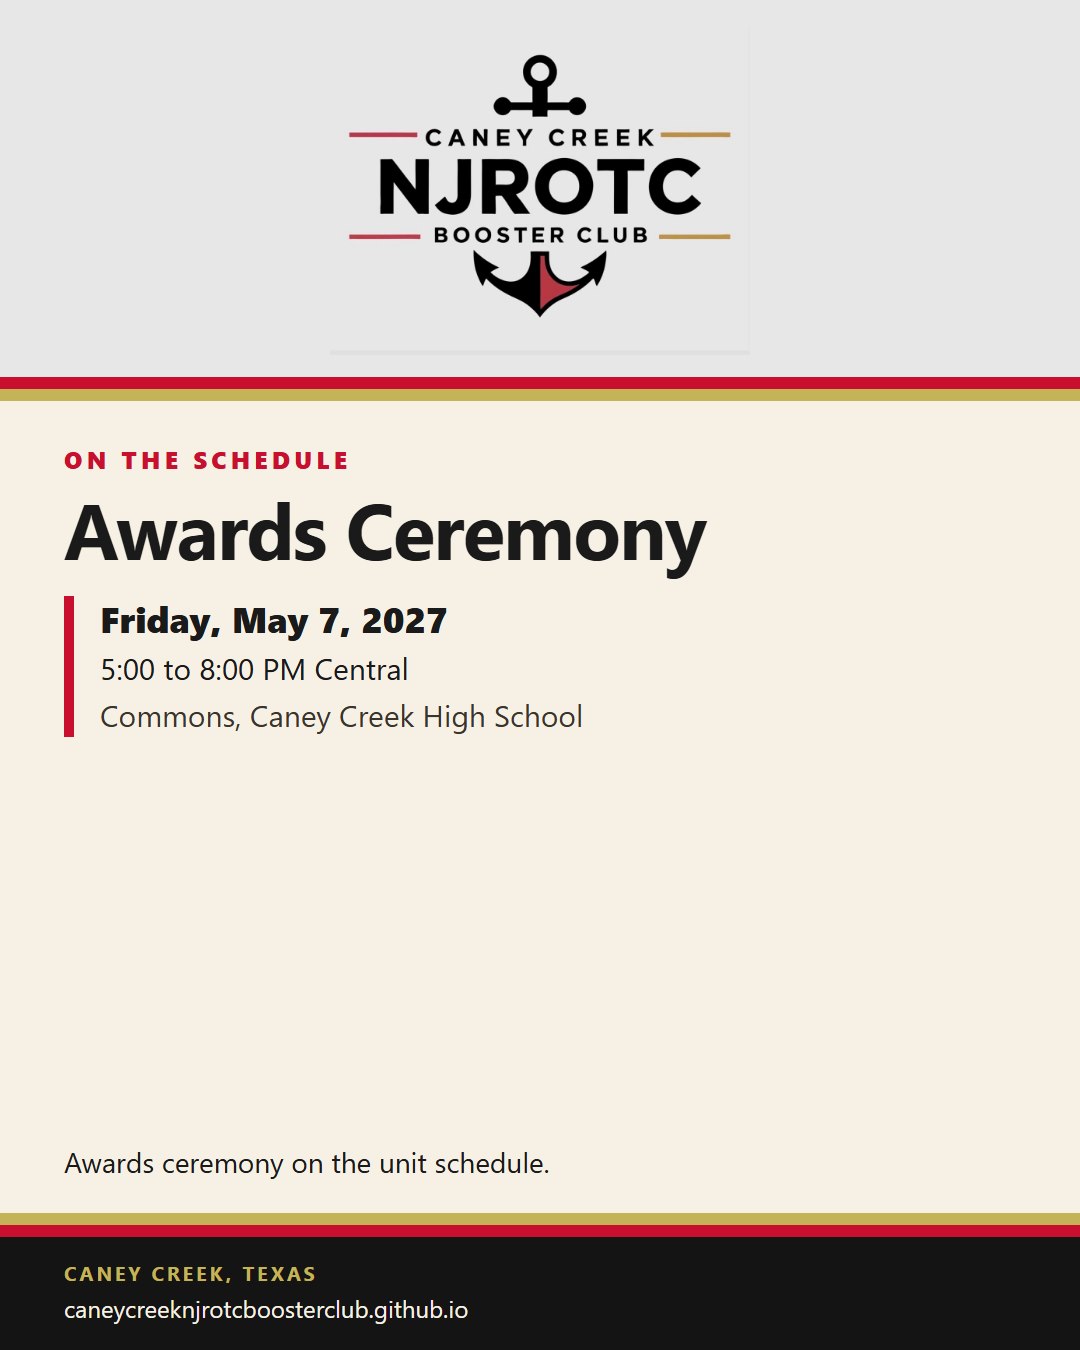 CANEY CREEK
NJROTC
BOOSTER CLUB
ON THE SCHEDULE
Awards Ceremony
Friday, May 7, 2027
5:00 to 8:00 PM Central
Commons, Caney Creek High School
Awards ceremony on the unit schedule.
CANEY CREEK, TEXAS
caneycreeknjrotcboosterclub.github.io